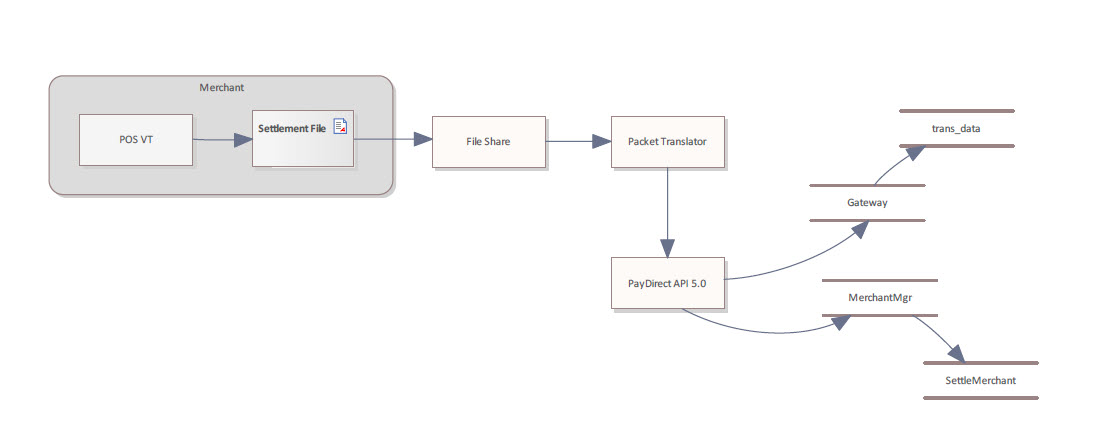 Merchant
POS VT
Settlement File
File Share
Packet Translator
trans_data
Gateway
PayDirect API 5.0
MerchantMgr
SettleMerchant